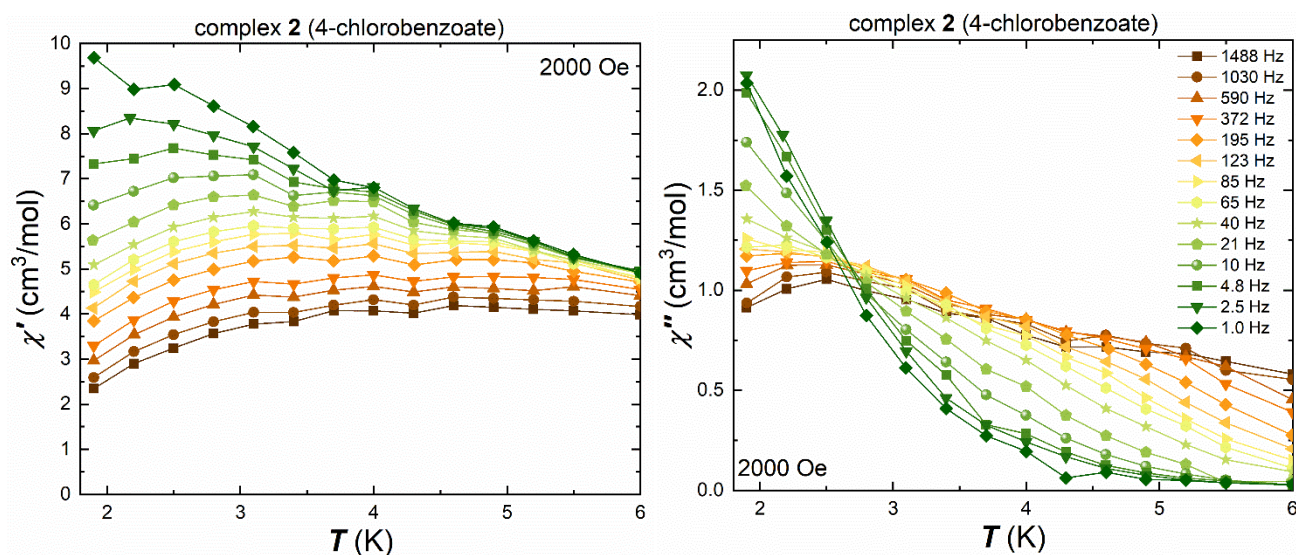 complex 2 (4-chlorobenzoate)
2000 Oe
10
9
8
7
6
5
4
3
2
1
0
χ′ (cm³/mol)
2 3 4 5 6
T (K)
complex 2 (4-chlorobenzoate)
1488 Hz
1030 Hz
590 Hz
372 Hz
195 Hz
123 Hz
85 Hz
65 Hz
40 Hz
21 Hz
10 Hz
4.8 Hz
2.5 Hz
1.0 Hz
2.0
1.5
1.0
0.5
0.0
χ″ (cm³/mol)
2000 Oe
2 3 4 5 6
T (K)